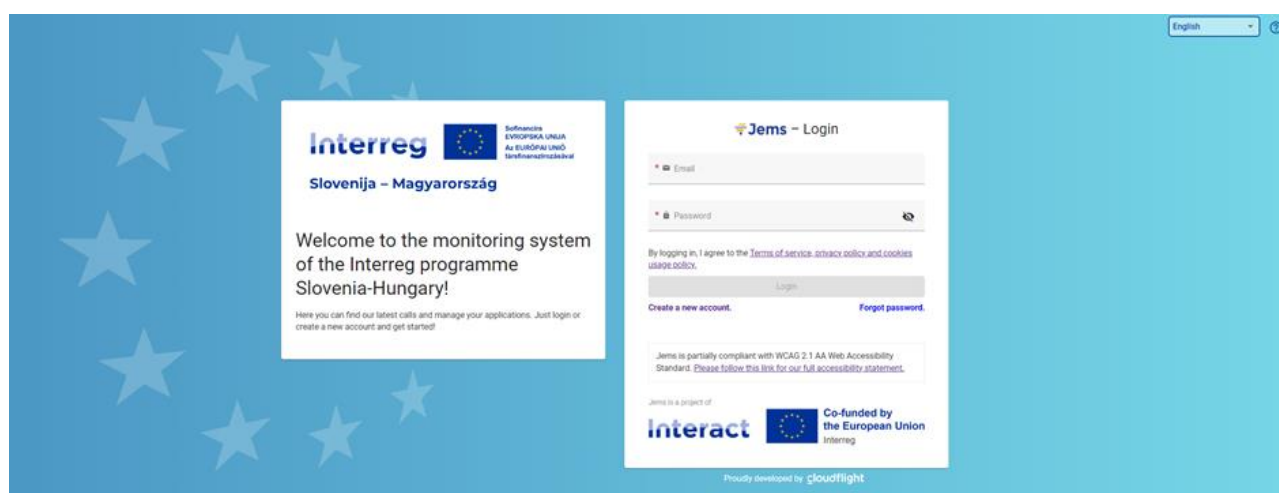 English
Interreg
Sofinancira
EVROPSKA UNIJA
Az EURÓPAI UNIÓ
társfinanszírozásával
Slovenija – Magyarország
Welcome to the monitoring system
of the Interreg programme
Slovenia-Hungary!
Here you can find our latest calls and manage your applications. Just login or
create a new account and get started!
Jems – Login
* Email
* Password
By logging in, I agree to the Terms of service, privacy policy and cookies
usage policy.
Login
Create a new account.
Forgot password.
Jems is partially compliant with WCAG 2.1 AA Web Accessibility
Standard. Please follow this link for our full accessibility statement.
Jems is a project of
Interact
Co-funded by
the European Union
Interreg
Proudly developed by cloudflight